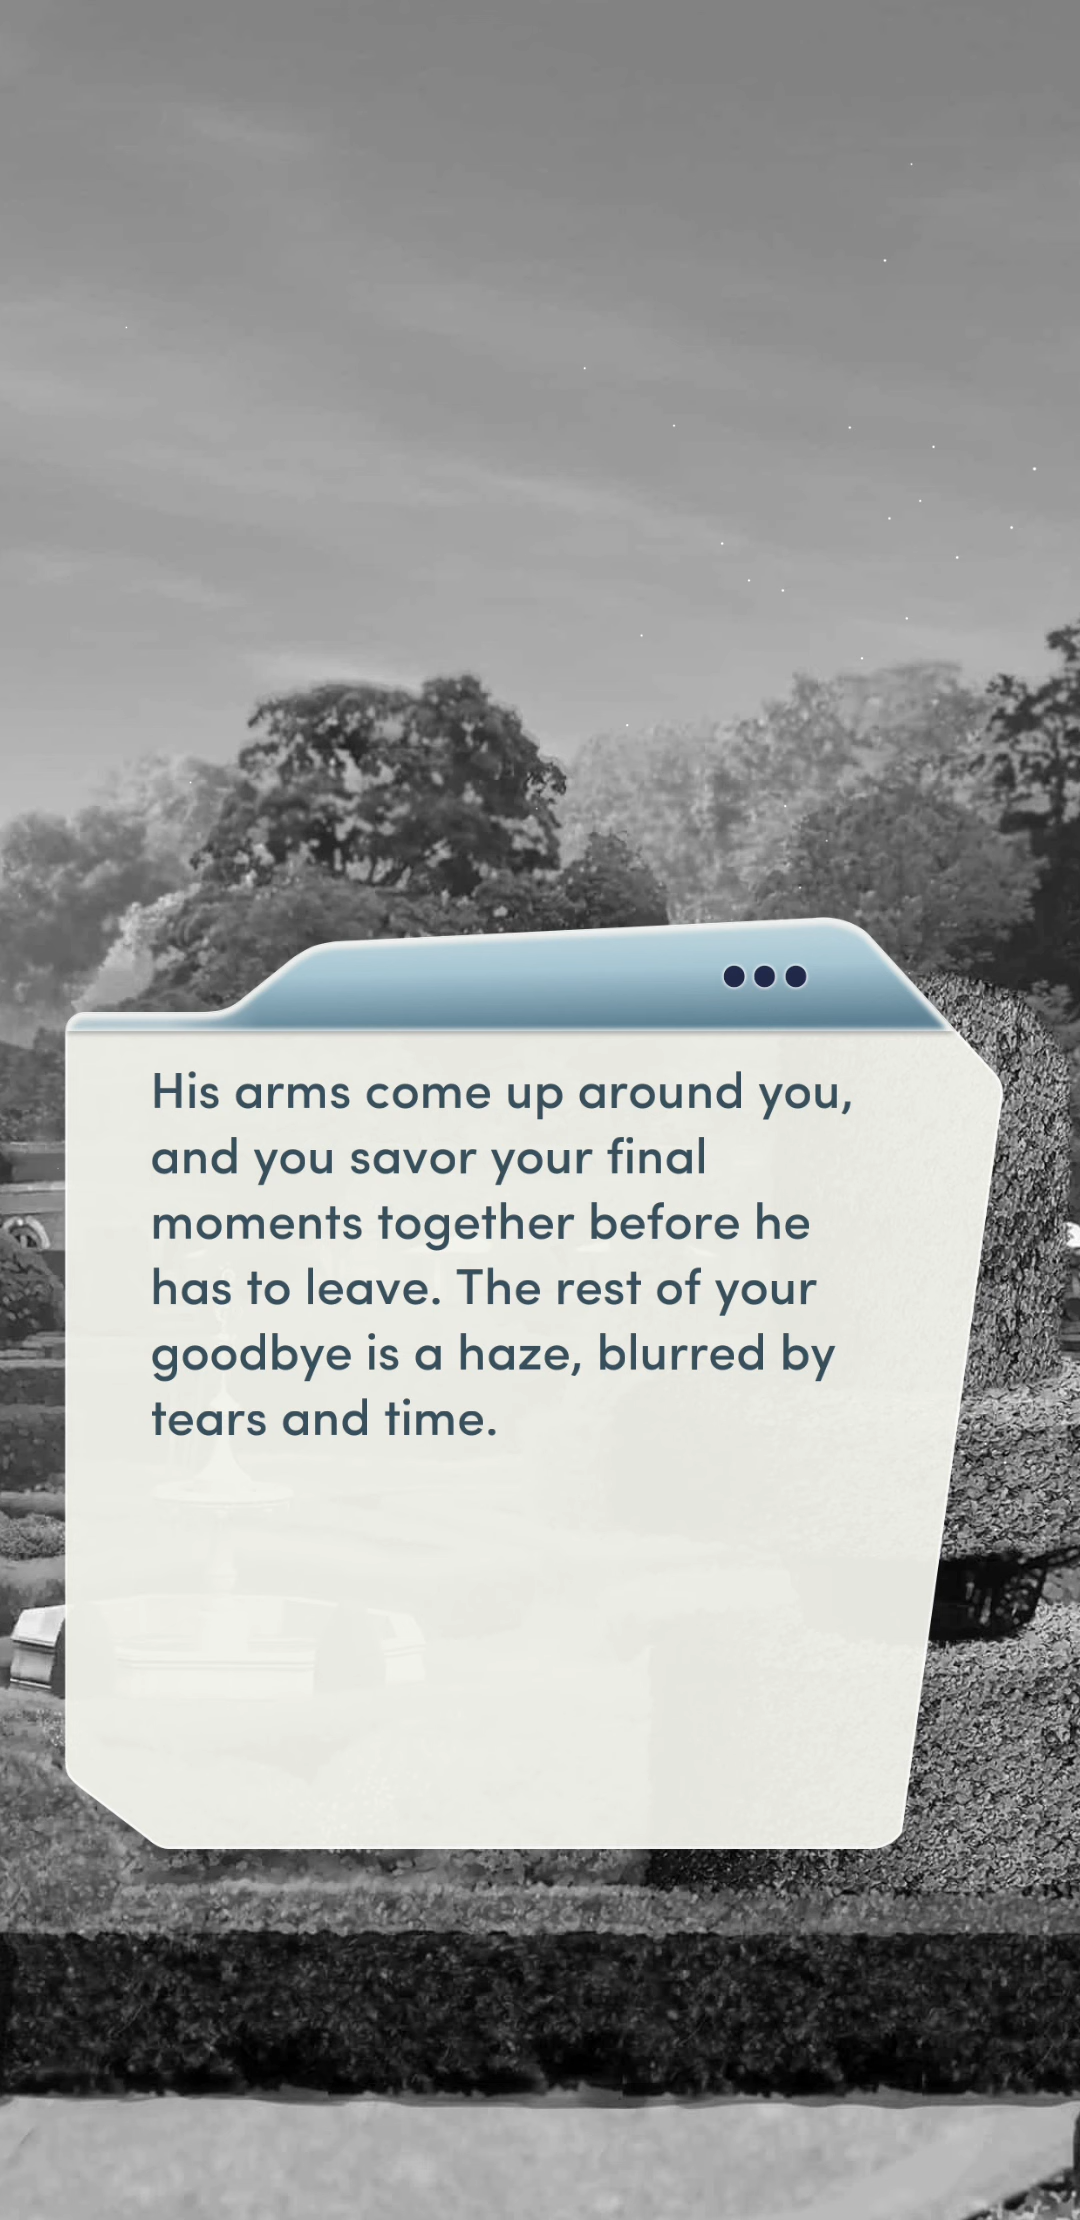 His arms come up around you,
and you savor your final
moments together before he
has to leave. The rest of your
goodbye is a haze, blurred by
tears and time.